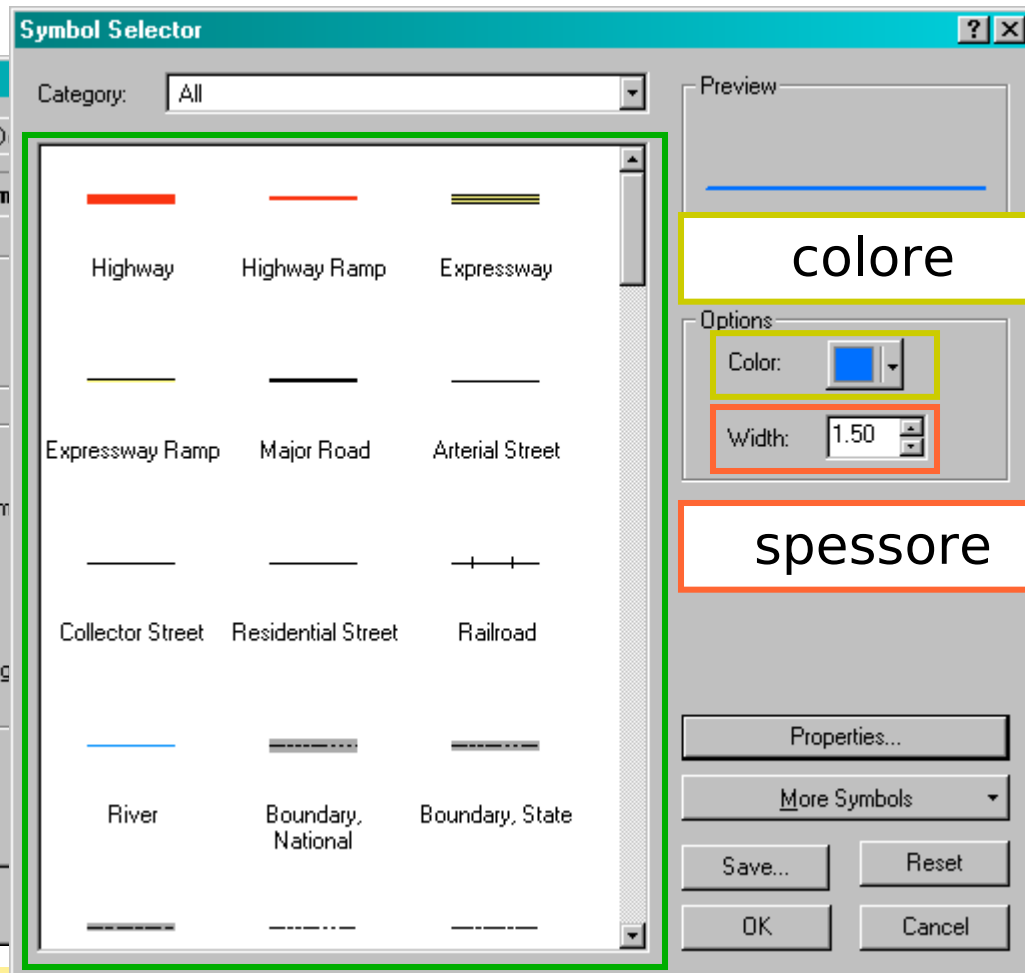 Symbol Selector
Category: All
Preview
Highway Highway Ramp Expressway
colore
Options
Color:
Expressway Ramp Major Road Arterial Street
Width: 1.50
spessore
Collector Street Residential Street Railroad
River Boundary, National Boundary, State
Properties...
More Symbols
Save... Reset
OK Cancel